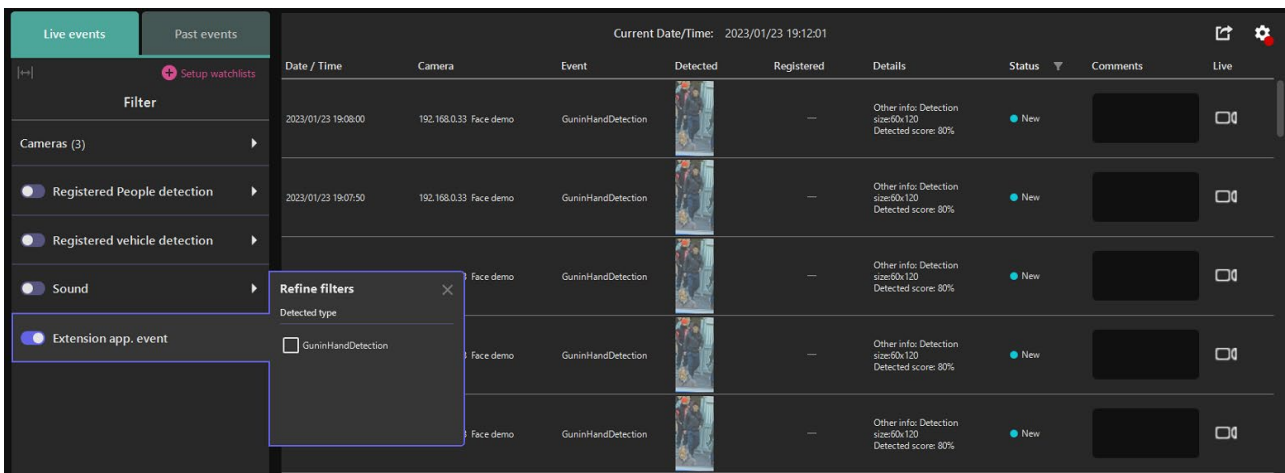 Live events
Past events
Current Date/Time: 2023/01/23 19:12:01
Setup watchlists
Filter
Cameras (3)
Registered People detection
Registered vehicle detection
Sound
Extension app. event
Refine filters
Detected type
GuninHandDetection
Date / Time Camera Event Detected Registered Details Status Comments Live
2023/01/23 19:08:00 192.168.0.33 Face demo GuninHandDetection — Other info: Detection
size:60x120
Detected score: 80%
New
2023/01/23 19:07:50 192.168.0.33 Face demo GuninHandDetection — Other info: Detection
size:60x120
Detected score: 80%
New
Face demo GuninHandDetection — Other info: Detection
size:60x120
Detected score: 80%
New
Face demo GuninHandDetection — Other info: Detection
size:60x120
Detected score: 80%
New
Face demo GuninHandDetection — Other info: Detection
size:60x120
Detected score: 80%
New